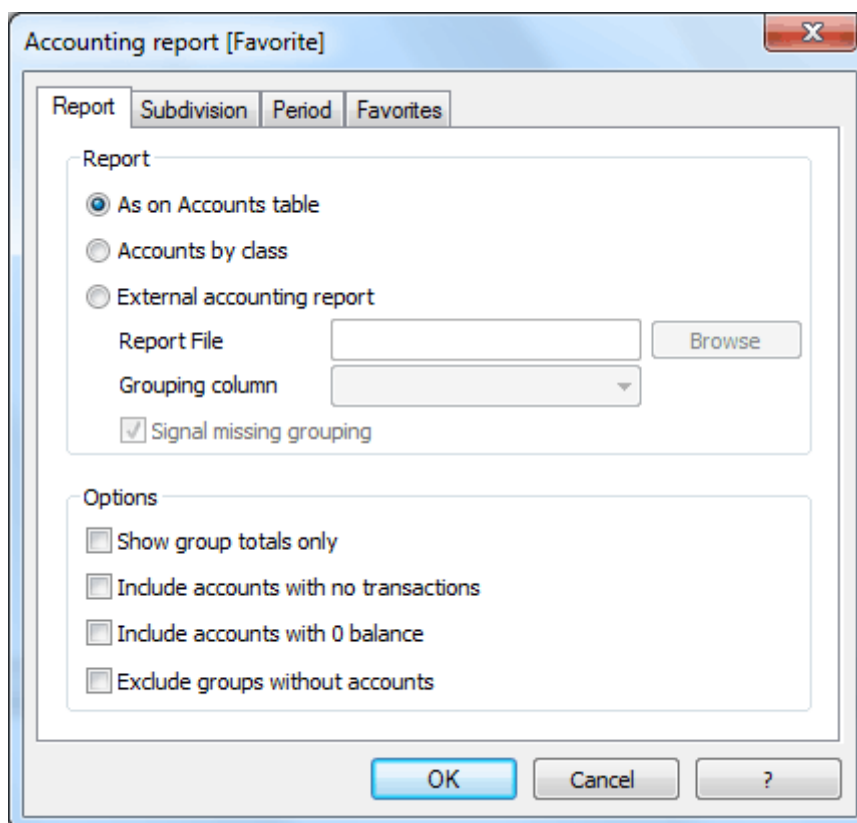 Accounting report [Favorite]
Report Subdivision Period Favorites
Report
As on Accounts table
Accounts by class
External accounting report
Report File Browse
Grouping column
Signal missing grouping
Options
Show group totals only
Include accounts with no transactions
Include accounts with 0 balance
Exclude groups without accounts
OK Cancel ?